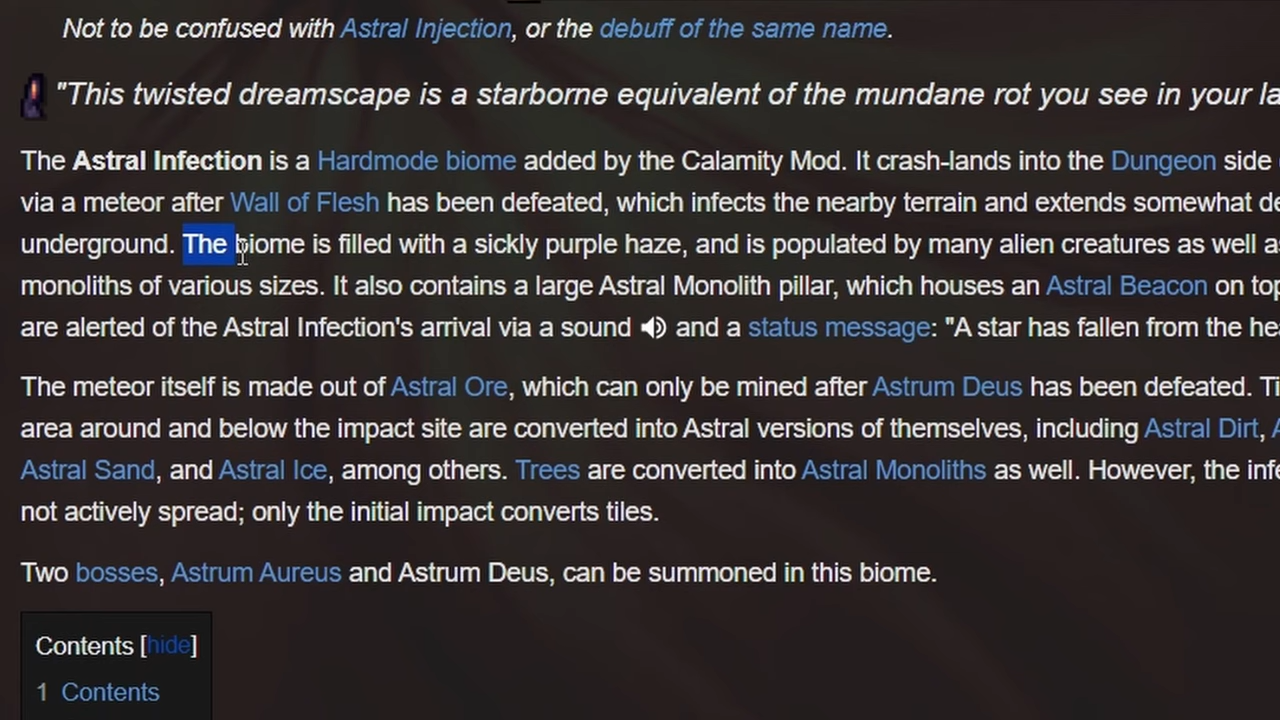 Not to be confused with Astral Injection, or the debuff of the same name.
"This twisted dreamscape is a starborne equivalent of the mundane rot you see in your la
The Astral Infection is a Hardmode biome added by the Calamity Mod. It crash-lands into the Dungeon side
via a meteor after Wall of Flesh has been defeated, which infects the nearby terrain and extends somewhat de
underground. The biome is filled with a sickly purple haze, and is populated by many alien creatures as well as
monoliths of various sizes. It also contains a large Astral Monolith pillar, which houses an Astral Beacon on top
are alerted of the Astral Infection's arrival via a sound and a status message: "A star has fallen from the hea
The meteor itself is made out of Astral Ore, which can only be mined after Astrum Deus has been defeated. Ti
area around and below the impact site are converted into Astral versions of themselves, including Astral Dirt,
Astral Sand, and Astral Ice, among others. Trees are converted into Astral Monoliths as well. However, the infe
not actively spread; only the initial impact converts tiles.
Two bosses, Astrum Aureus and Astrum Deus, can be summoned in this biome.
Contents [hide]
1 Contents